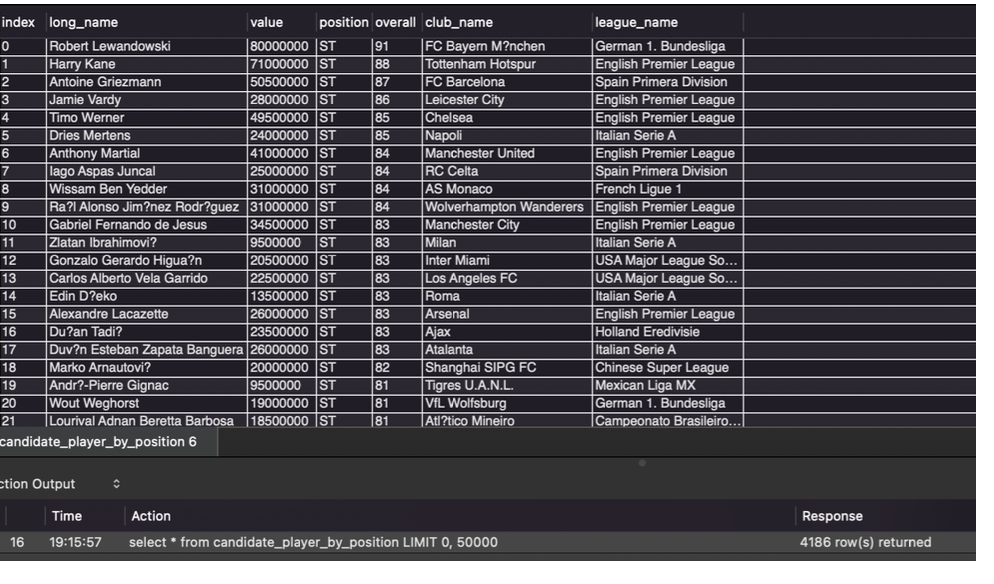 index long_name value position overall club_name league_name
0 Robert Lewandowski 80000000 ST 91 FC Bayern M?nchen German 1. Bundesliga
1 Harry Kane 71000000 ST 88 Tottenham Hotspur English Premier League
2 Antoine Griezmann 50500000 ST 87 FC Barcelona Spain Primera Division
3 Jamie Vardy 28000000 ST 86 Leicester City English Premier League
4 Timo Werner 49500000 ST 85 Chelsea English Premier League
5 Dries Mertens 24000000 ST 85 Napoli Italian Serie A
6 Anthony Martial 41000000 ST 84 Manchester United English Premier League
7 Iago Aspas Juncal 25000000 ST 84 RC Celta Spain Primera Division
8 Wissam Ben Yedder 31000000 ST 84 AS Monaco French Ligue 1
9 Ra?l Alonso Jim?nez Rodr?guez 31000000 ST 84 Wolverhampton Wanderers English Premier League
10 Gabriel Fernando de Jesus 34500000 ST 83 Manchester City English Premier League
11 Zlatan Ibrahimovi? 9500000 ST 83 Milan Italian Serie A
12 Gonzalo Gerardo Higua?n 20500000 ST 83 Inter Miami USA Major League So...
13 Carlos Alberto Vela Garrido 22500000 ST 83 Los Angeles FC USA Major League So...
14 Edin D?eko 13500000 ST 83 Roma Italian Serie A
15 Alexandre Lacazette 26000000 ST 83 Arsenal English Premier League
16 Du?an Tadi? 23500000 ST 83 Ajax Holland Eredivisie
17 Duv?n Esteban Zapata Banguera 26000000 ST 83 Atalanta Italian Serie A
18 Marko Arnautovi? 20000000 ST 82 Shanghai SIPG FC Chinese Super League
19 Andr?-Pierre Gignac 9500000 ST 81 Tigres U.A.N.L. Mexican Liga MX
20 Wout Weghorst 19000000 ST 81 VfL Wolfsburg German 1. Bundesliga
21 Lourival Adnan Beretta Barbosa 18500000 ST 81 Atl?tico Mineiro Campeonato Brasileiro...
candidate_player_by_position 6
ction Output
Time Action Response
16 19:15:57 select * from candidate_player_by_position LIMIT 0, 50000 4186 row(s) returned